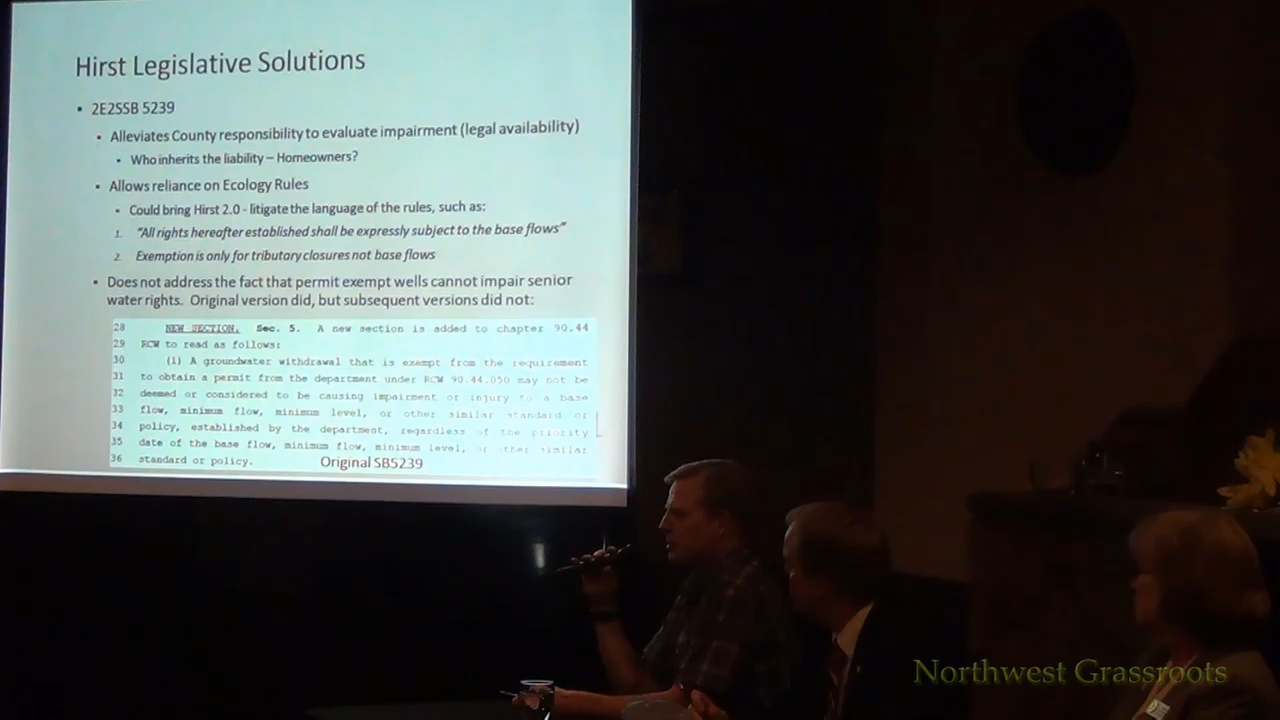 Hirst Legislative Solutions
▪ 2E2SSB 5239
▪ Alleviates County responsibility to evaluate impairment (legal availability)
▪ Who inherits the liability – Homeowners?
▪ Allows reliance on Ecology Rules
▪ Could bring Hirst 2.0 - litigate the language of the rules, such as:
1. "All rights hereafter established shall be expressly subject to the base flows"
2. Exemption is only for tributary closures not base flows
▪ Does not address the fact that permit exempt wells cannot impair senior
water rights. Original version did, but subsequent versions did not:
28 NEW SECTION. Sec. 5. A new section is added to chapter 90.44
29 RCW to read as follows:
30 (1) A groundwater withdrawal that is exempt from the requirement
31 to obtain a permit from the department under RCW 90.44.050 may not be
32 deemed or considered to be causing impairment or injury to a base
33 flow, minimum flow, minimum level, or other similar standard or
34 policy, established by the department, regardless of the priority
35 date of the base flow, minimum flow, minimum level, or other similar
36 standard or policy. Original SB5239
Northwest Grassroots